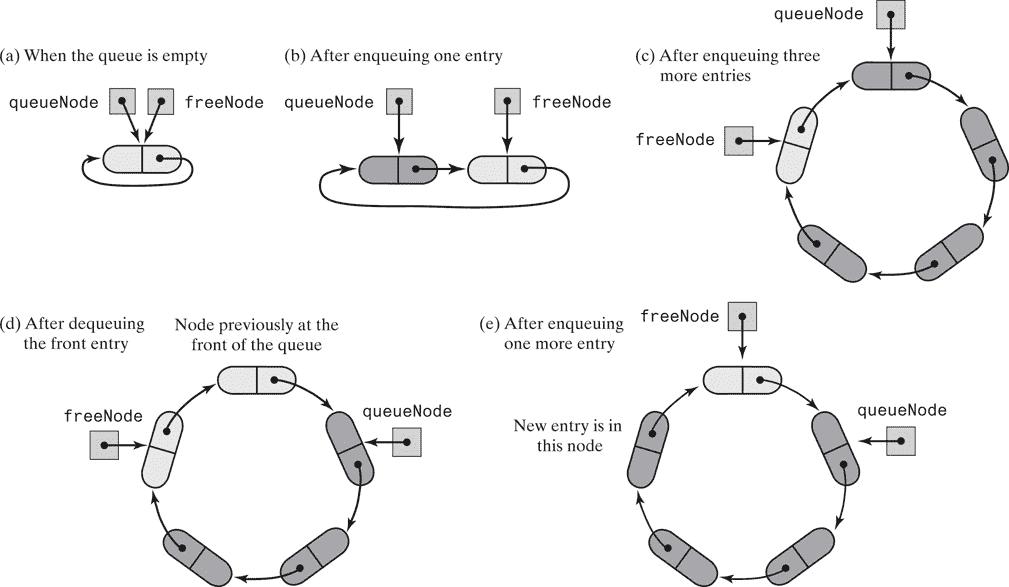 (a) When the queue is empty
queueNode
freeNode
(b) After enqueuing one entry
queueNode
freeNode
(c) After enqueuing three
more entries
queueNode
freeNode
(d) After dequeuing
the front entry
Node previously at the
front of the queue
freeNode
queueNode
(e) After enqueuing
one more entry
freeNode
queueNode
New entry is in
this node